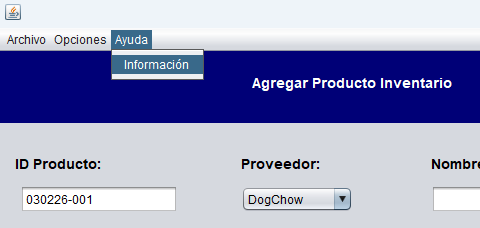 Archivo Opciones Ayuda
Información
Agregar Producto Inventario
ID Producto: Proveedor: Nombre
030226-001 DogChow